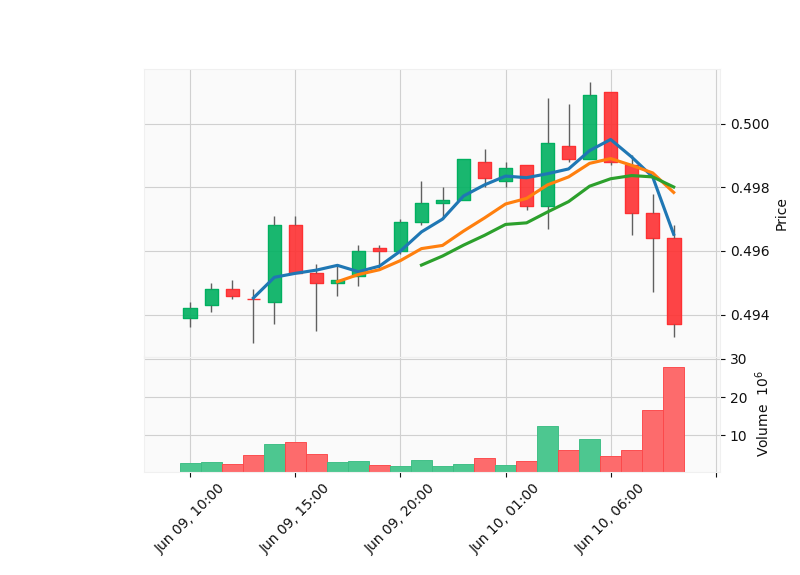 0.500
0.498
0.496
0.494
Price
30
20
10
Volume 10^6
Jun 09, 10:00
Jun 09, 15:00
Jun 09, 20:00
Jun 10, 01:00
Jun 10, 06:00